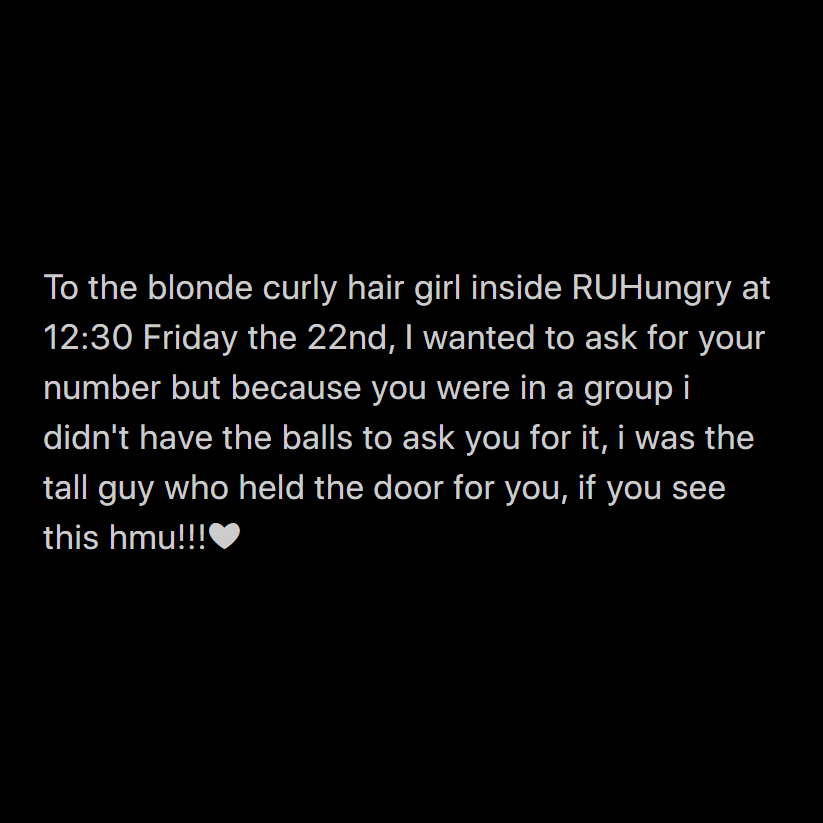 To the blonde curly hair girl inside RUHungry at
12:30 Friday the 22nd, I wanted to ask for your
number but because you were in a group i
didn't have the balls to ask you for it, i was the
tall guy who held the door for you, if you see
this hmu!!!🤍